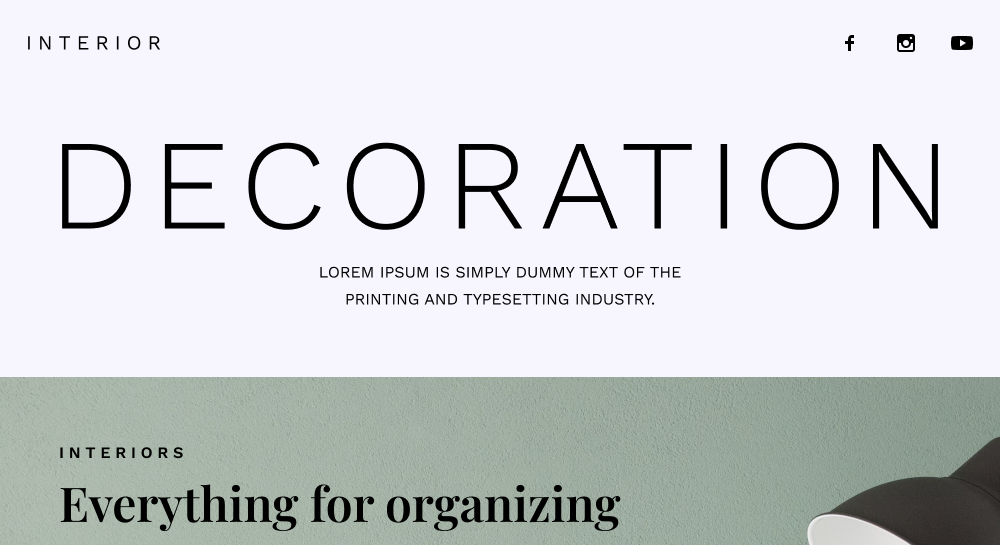 INTERIOR
DECORATION
LOREM IPSUM IS SIMPLY DUMMY TEXT OF THE
PRINTING AND TYPESETTING INDUSTRY.
INTERIORS
Everything for organizing